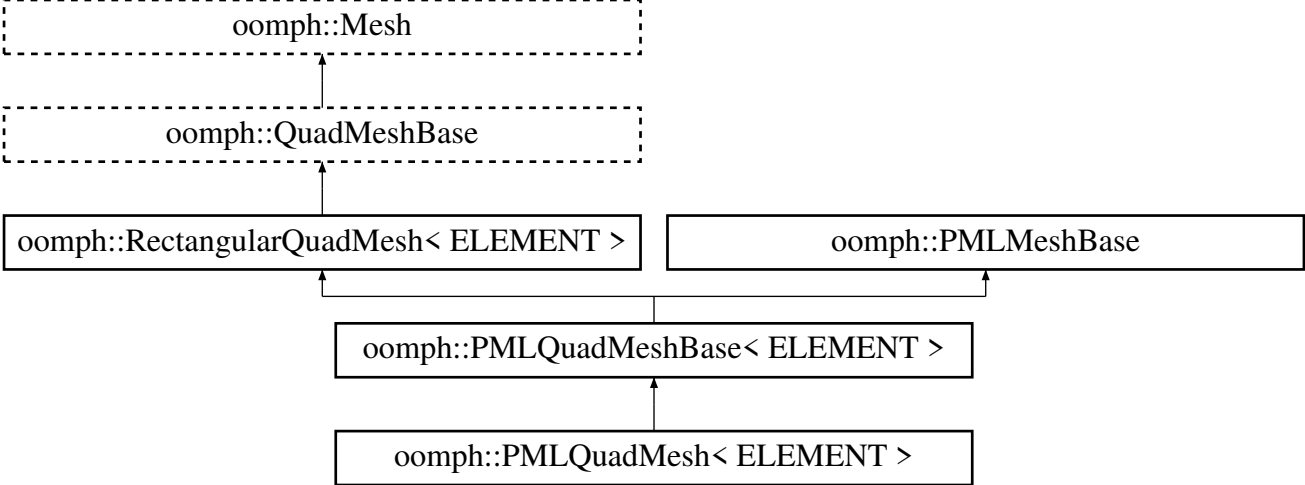 oomph::Mesh
oomph::QuadMeshBase
oomph::RectangularQuadMesh< ELEMENT >
oomph::PMLMeshBase
oomph::PMLQuadMeshBase< ELEMENT >
oomph::PMLQuadMesh< ELEMENT >